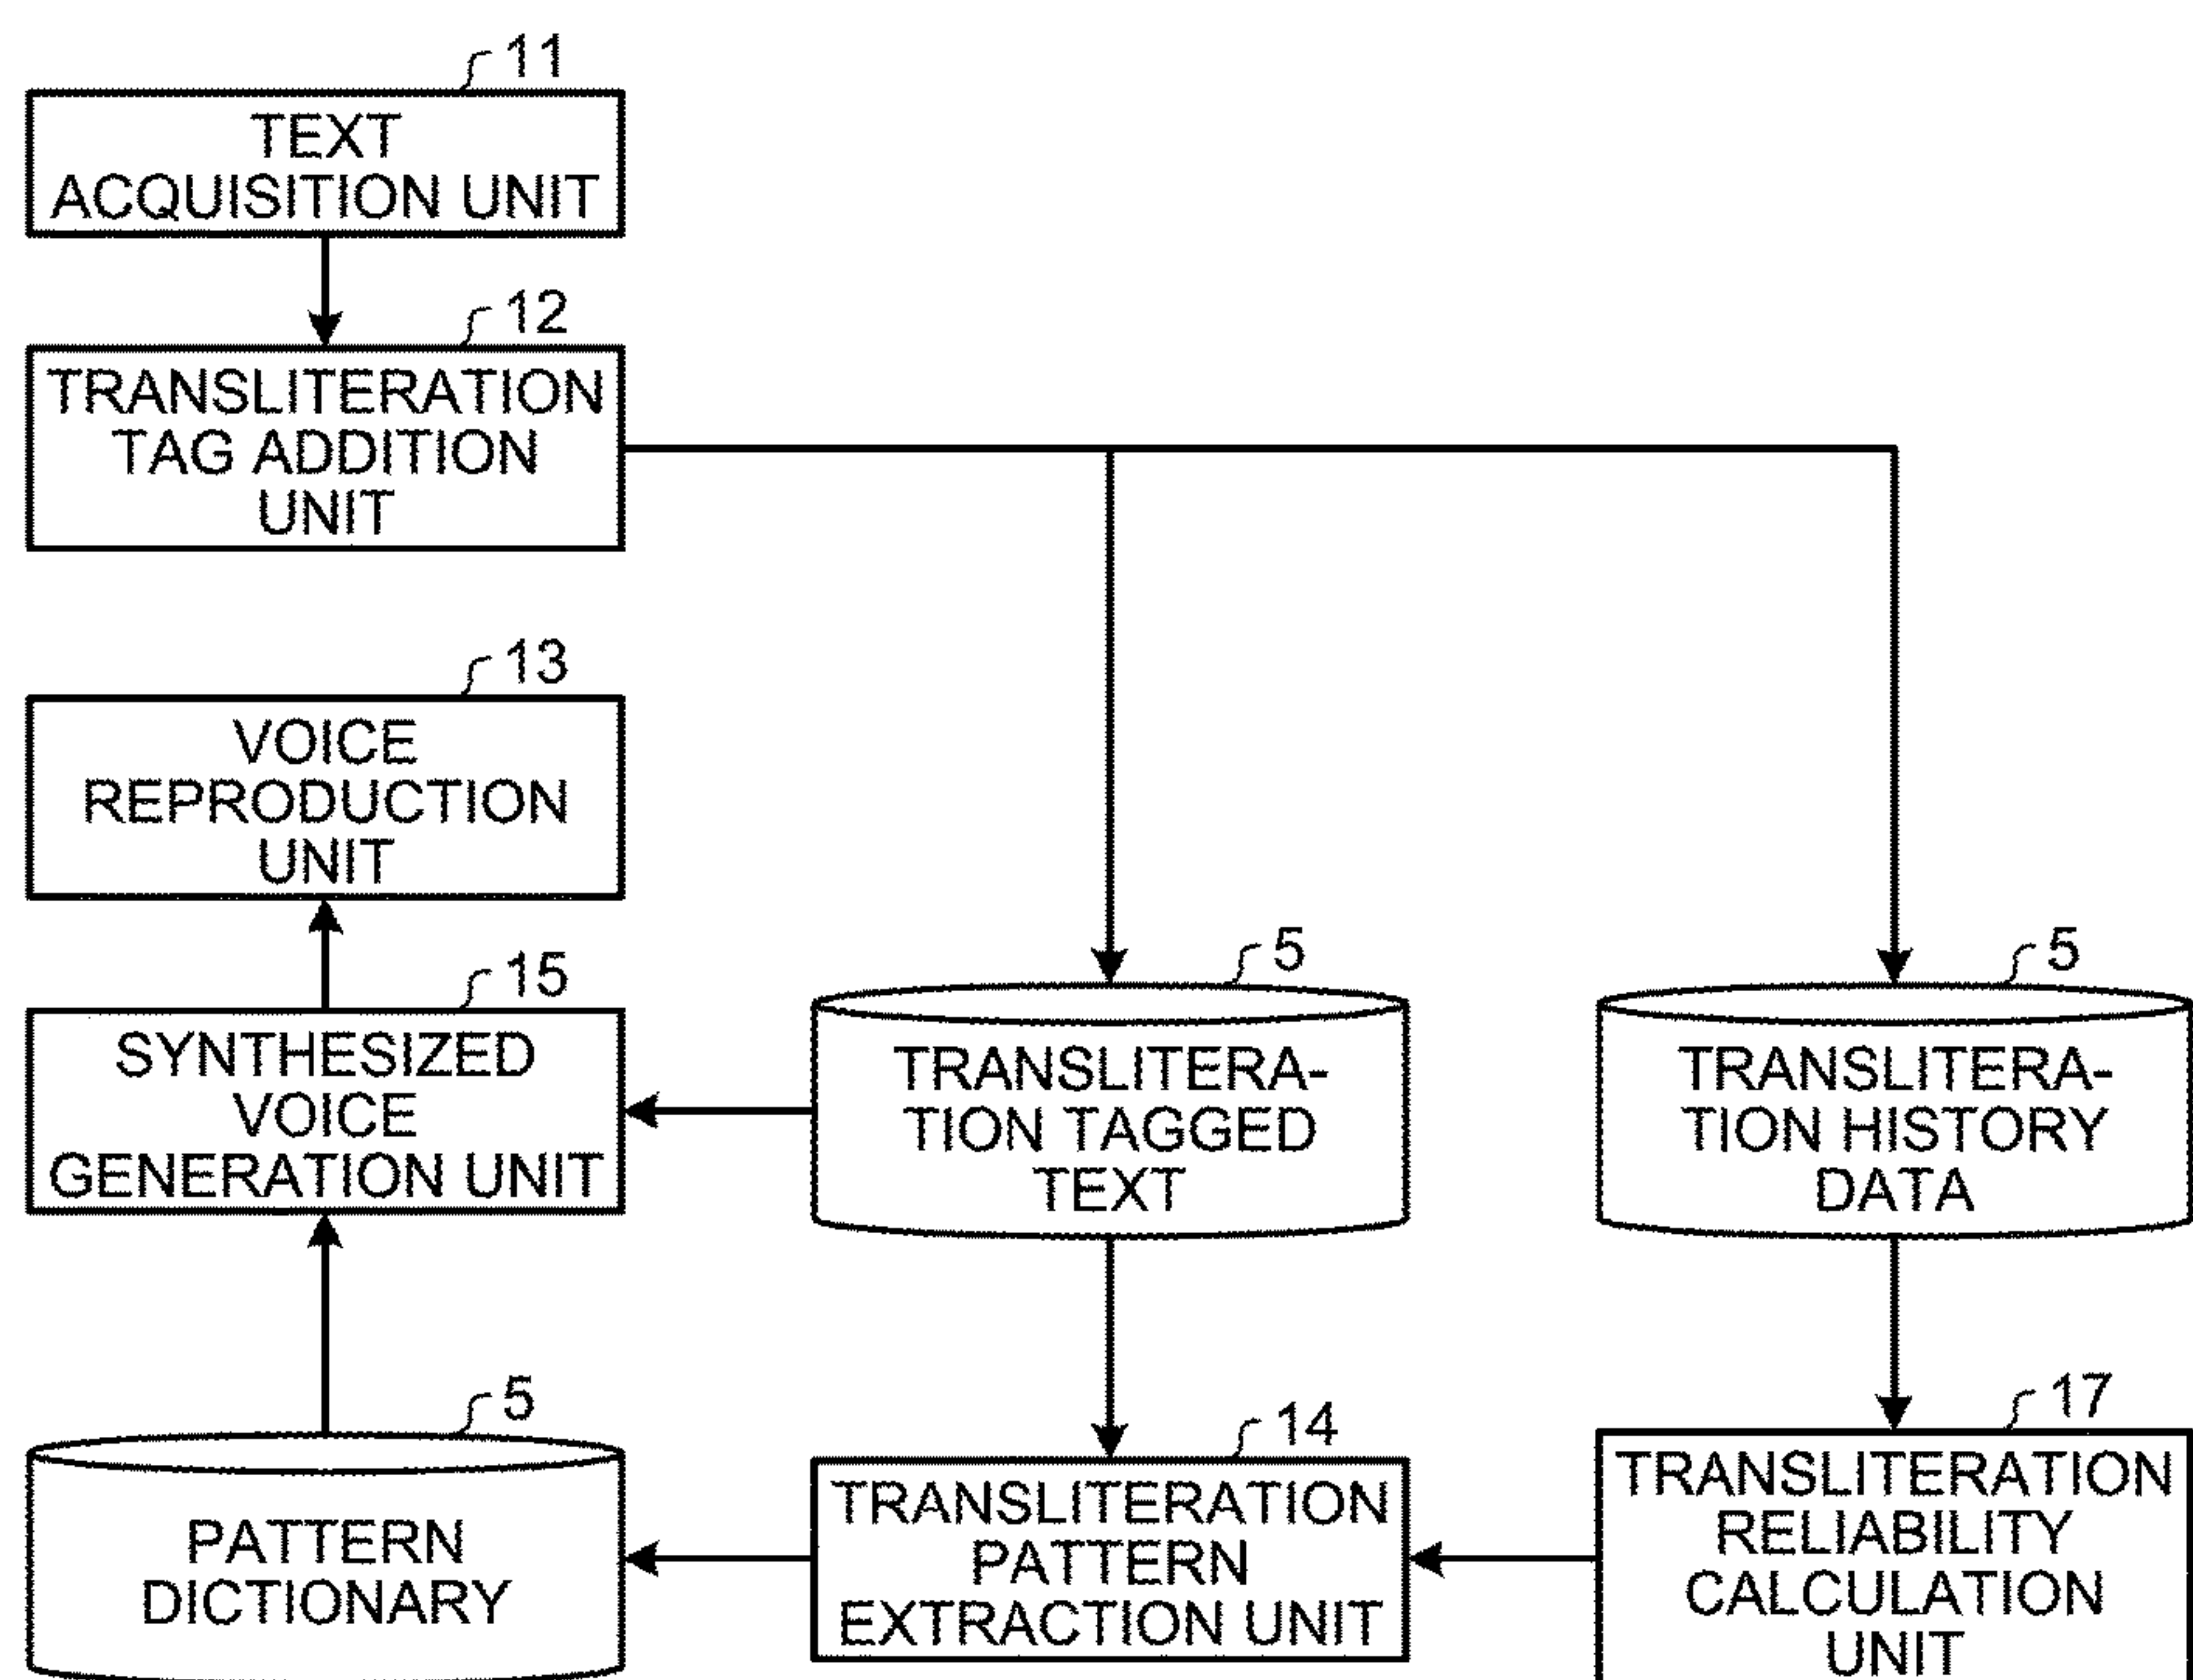 11
TEXT
ACQUISITION UNIT
12
TRANSLITERATION
TAG ADDITION
UNIT
13
VOICE
REPRODUCTION
UNIT
15
SYNTHESIZED
VOICE
GENERATION UNIT
5
TRANSLITERA-
TION TAGGED
TEXT
5
TRANSLITERA-
TION HISTORY
DATA
5
PATTERN
DICTIONARY
14
TRANSLITERATION
PATTERN
EXTRACTION UNIT
17
TRANSLITERATION
RELIABILITY
CALCULATION
UNIT